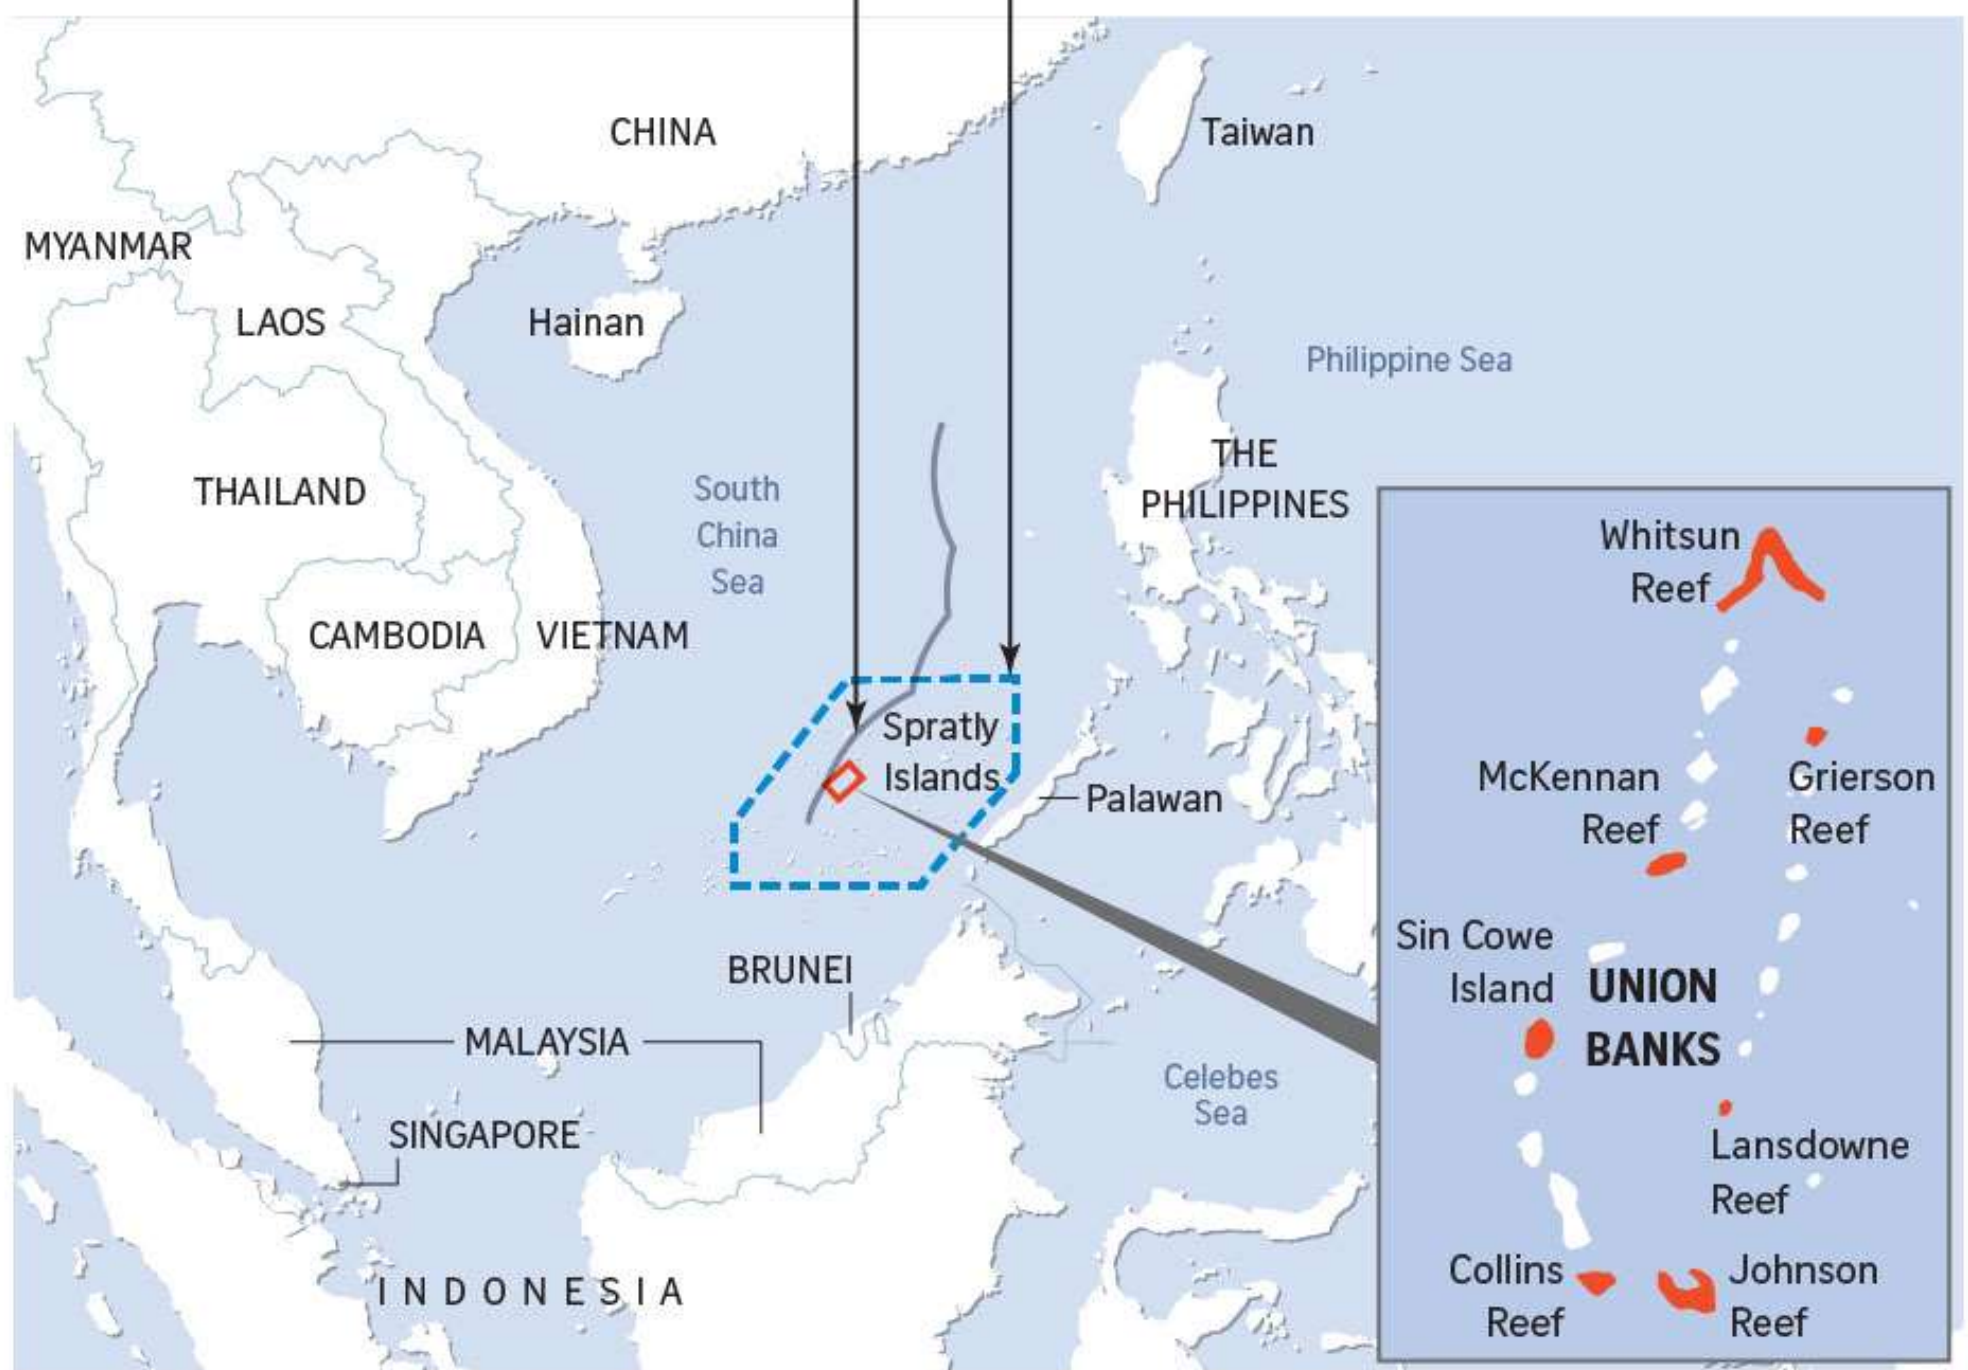 CHINA
Taiwan
MYANMAR
LAOS
Hainan
Philippine Sea
THE
PHILIPPINES
THAILAND
South
China
Sea
CAMBODIA
VIETNAM
Spratly
Islands
Palawan
BRUNEI
MALAYSIA
SINGAPORE
Celebes
Sea
INDONESIA
Whitsun
Reef
McKennan
Reef
Grierson
Reef
Sin Cowe
Island
UNION
BANKS
Lansdowne
Reef
Collins
Reef
Johnson
Reef